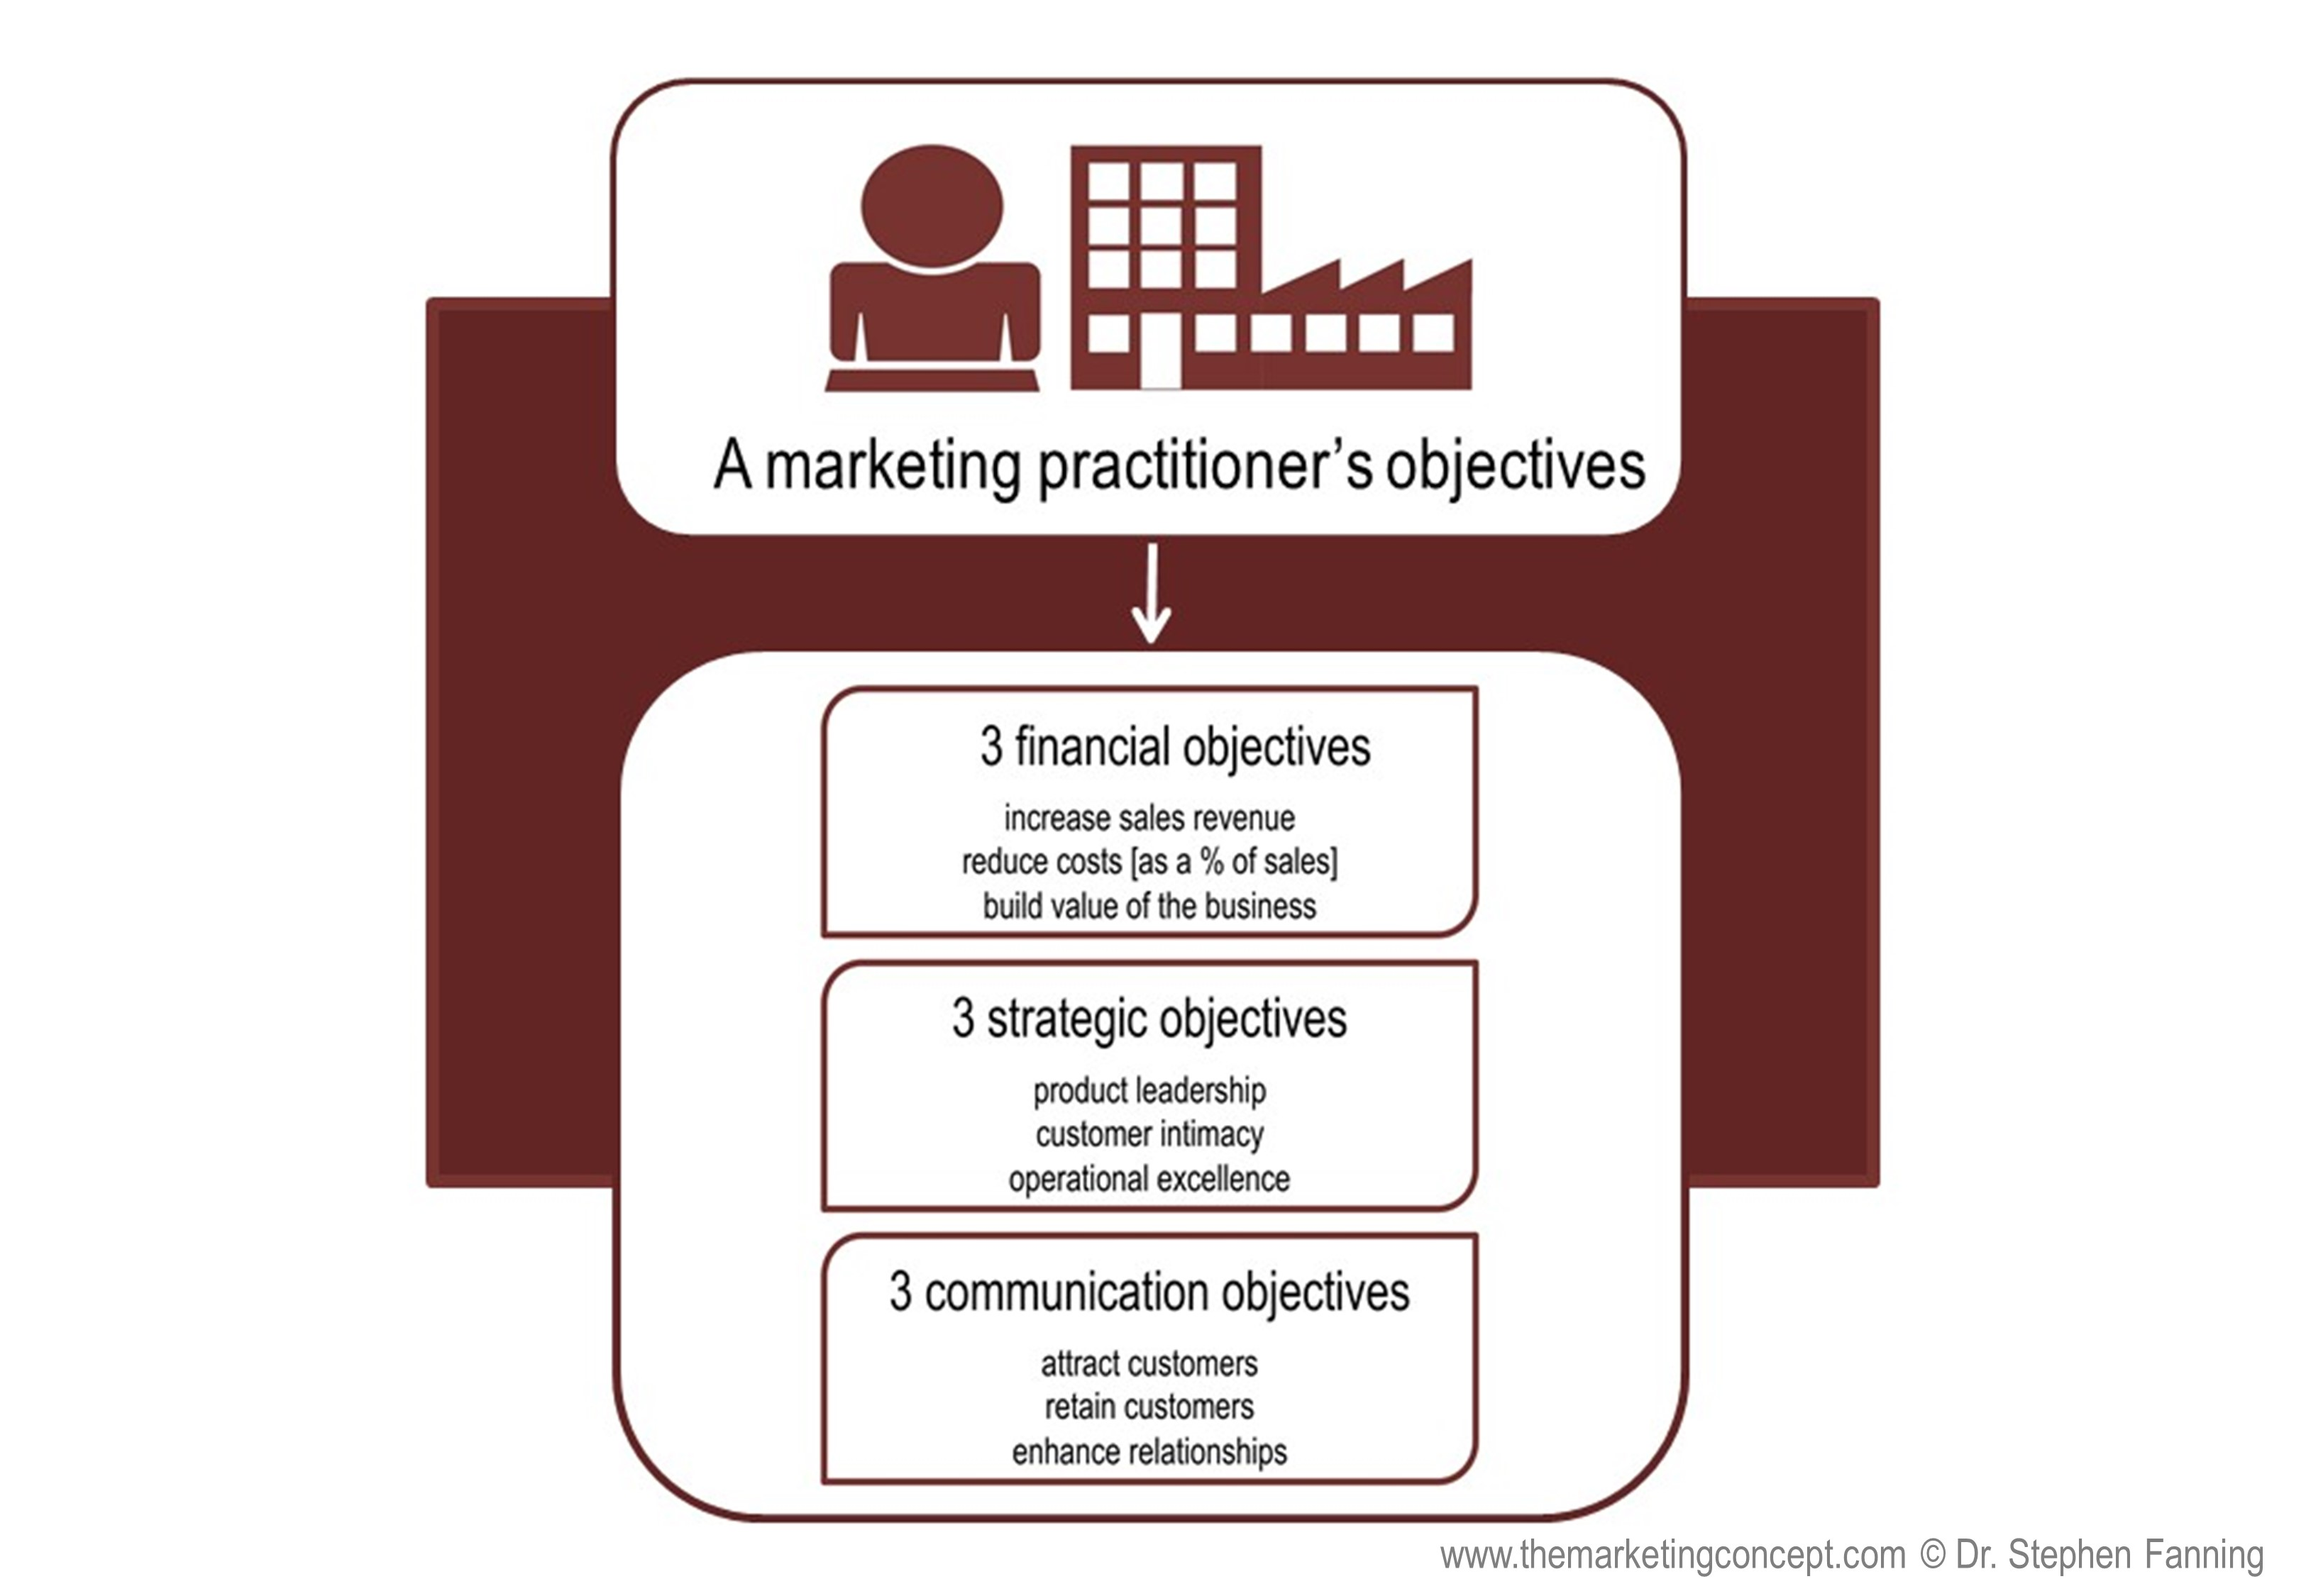 A marketing practitioner’s objectives
3 financial objectives
increase sales revenue
reduce costs [as a % of sales]
build value of the business
3 strategic objectives
product leadership
customer intimacy
operational excellence
3 communication objectives
attract customers
retain customers
enhance relationships
www.themarketingconcept.com © Dr. Stephen Fanning